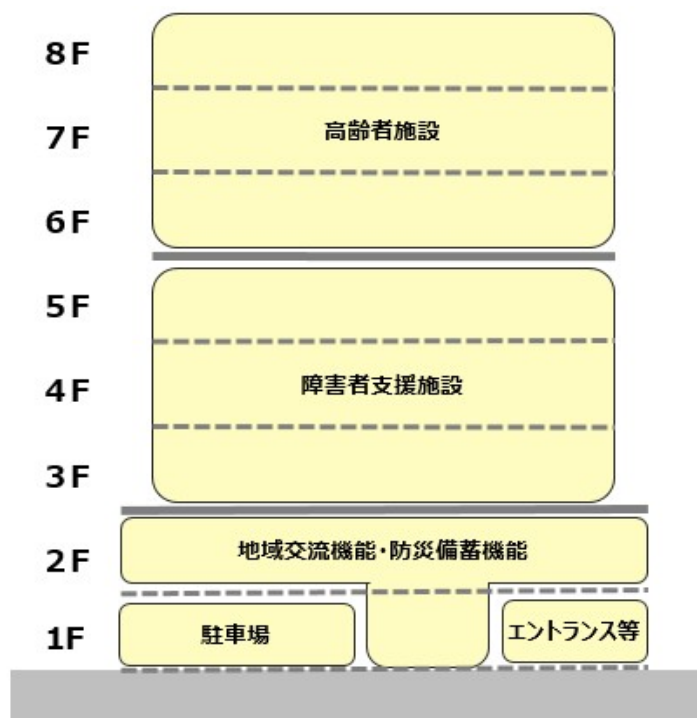 8F
7F
高齢者施設
6F
5F
4F
障害者支援施設
3F
2F
地域交流機能・防災備蓄機能
1F
駐車場
エントランス等